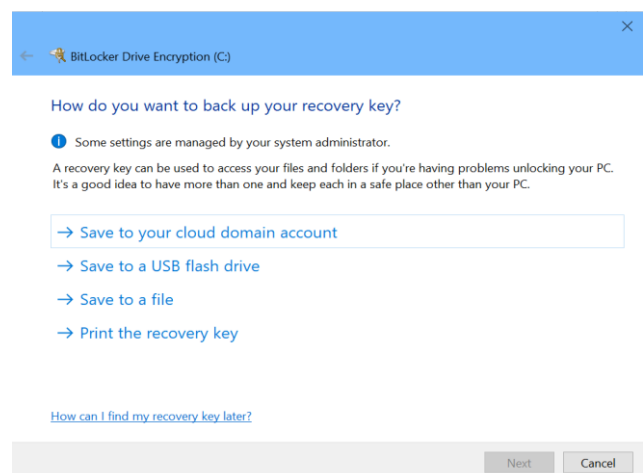 BitLocker Drive Encryption (C:)
How do you want to back up your recovery key?
Some settings are managed by your system administrator.
A recovery key can be used to access your files and folders if you're having problems unlocking your PC.
It's a good idea to have more than one and keep each in a safe place other than your PC.
→ Save to your cloud domain account
→ Save to a USB flash drive
→ Save to a file
→ Print the recovery key
How can I find my recovery key later?
Next Cancel